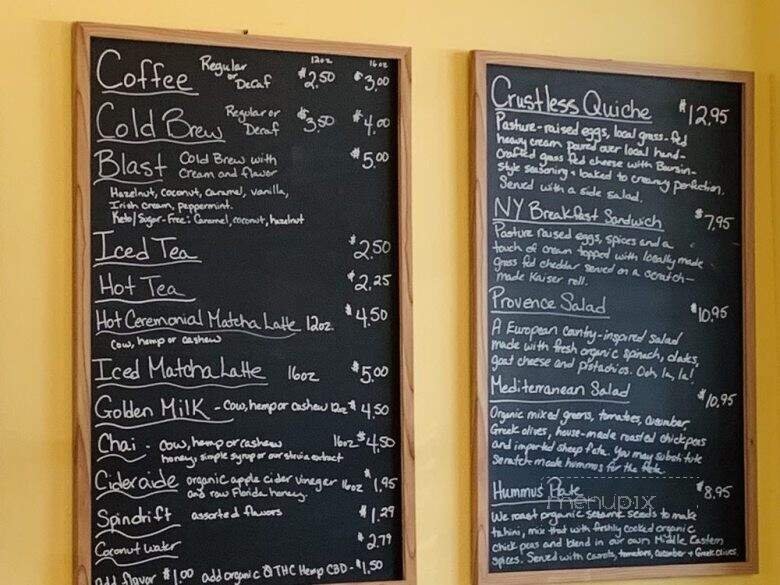 12oz 16oz
Coffee Regular or Decaf $2.50 $3.00
Cold Brew Regular or Decaf $3.50 $4.00
Blast Cold Brew with cream and flavor $5.00
Hazelnut, coconut, caramel, vanilla,
Irish cream, peppermint.
Keto/Sugar-Free: Caramel, coconut, hazelnut
Iced Tea $2.50
Hot Tea $2.25
Hot Ceremonial Matcha Latte 12oz. $4.50
cow, hemp or cashew
Iced Matcha Latte 16oz $5.00
Golden Milk - cow, hemp or cashew 12oz $4.50
Chai - cow, hemp or cashew 16oz $4.50
honey, simple syrup or our stevia extract
Cideraide organic apple cider vinegar 16oz $1.95
and raw Florida honey.
Spindrift assorted flavors $1.29
Coconut water $2.79
add flavor $1.00 add organic THC Hemp CBD - $1.50
Crustless Quiche $12.95
Pasture-raised eggs, local grass-fed
heavy cream poured over local hand-
crafted grass fed cheese with Boursin-
style seasoning + baked to creamy perfection.
Served with a side salad.
NY Breakfast Sandwich $7.95
Pasture raised eggs, spices and a
touch of cream topped with locally made
grass fed cheddar served on a scratch-
made Kaiser roll.
Provence Salad $10.95
A European country-inspired salad
made with fresh organic spinach, dates,
goat cheese and pistachios. Ooh la, la!
Mediterranean Salad $10.95
Organic mixed greens, tomatoes, cucumber,
Greek olives, house-made roasted chickpeas
and imported sheep feta. You may substitute
scratch made hummus for the feta.
Hummus Plate $8.95
We roast organic sesame seeds to make
tahini, mix that with freshly cooked organic
chick peas and blend in our own Middle Eastern
spices. Served with carrots, tomatoes, cucumber + Greek Olives.
menupix